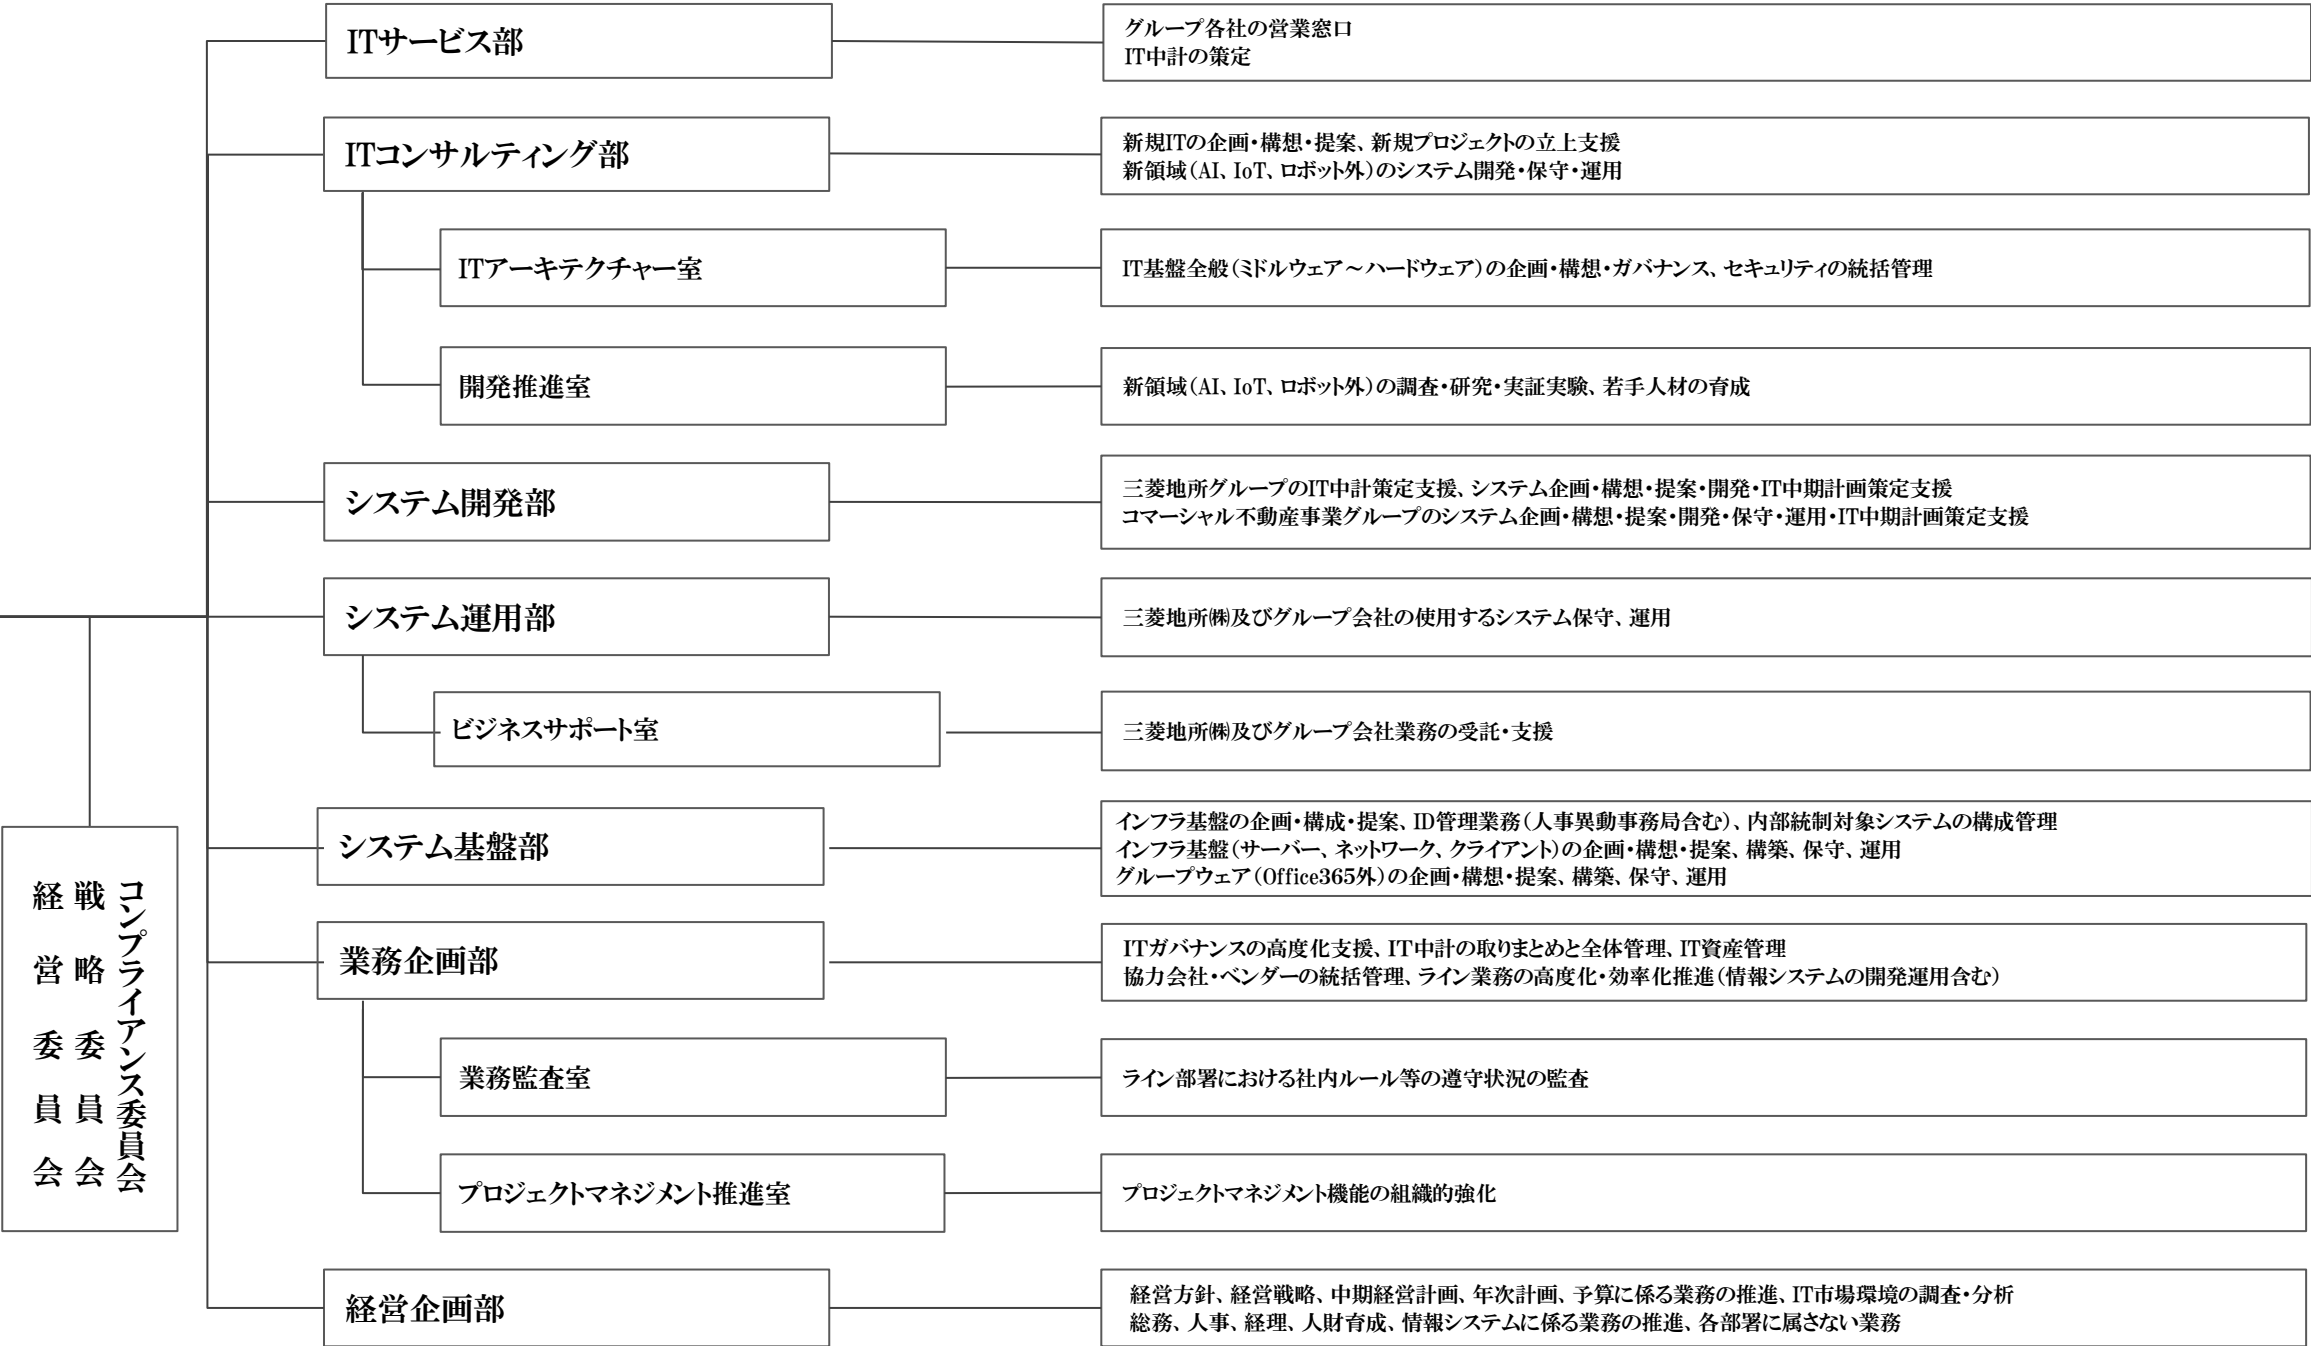 ITサービス部
グループ各社の営業窓口
IT中計の策定
ITコンサルティング部
新規ITの企画・構想・提案、新規プロジェクトの立上支援
新領域(AI、IoT、ロボット外)のシステム開発・保守・運用
ITアーキテクチャー室
IT基盤全般(ミドルウェア～ハードウェア)の企画・構想・ガバナンス、セキュリティの統括管理
開発推進室
新領域(AI、IoT、ロボット外)の調査・研究・実証実験、若手人材の育成
システム開発部
三菱地所グループのIT中計策定支援、システム企画・構想・提案・開発・IT中期計画策定支援
コマーシャル不動産事業グループのシステム企画・構想・提案・開発・保守・運用・IT中期計画策定支援
システム運用部
三菱地所㈱及びグループ会社の使用するシステム保守、運用
ビジネスサポート室
三菱地所㈱及びグループ会社業務の受託・支援
システム基盤部
インフラ基盤の企画・構成・提案、ID管理業務(人事異動事務局含む)、内部統制対象システムの構成管理
インフラ基盤(サーバー、ネットワーク、クライアント)の企画・構想・提案、構築、保守、運用
グループウェア(Office365外)の企画・構想・提案、構築、保守、運用
業務企画部
ITガバナンスの高度化支援、IT中計の取りまとめと全体管理、IT資産管理
協力会社・ベンダーの統括管理、ライン業務の高度化・効率化推進(情報システムの開発運用含む)
業務監査室
ライン部署における社内ルール等の遵守状況の監査
プロジェクトマネジメント推進室
プロジェクトマネジメント機能の組織的強化
経営企画部
経営方針、経営戦略、中期経営計画、年次計画、予算に係る業務の推進、IT市場環境の調査・分析
総務、人事、経理、人財育成、情報システムに係る業務の推進、各部署に属さない業務
コンプライアンス委員会
戦略委員会
経営委員会